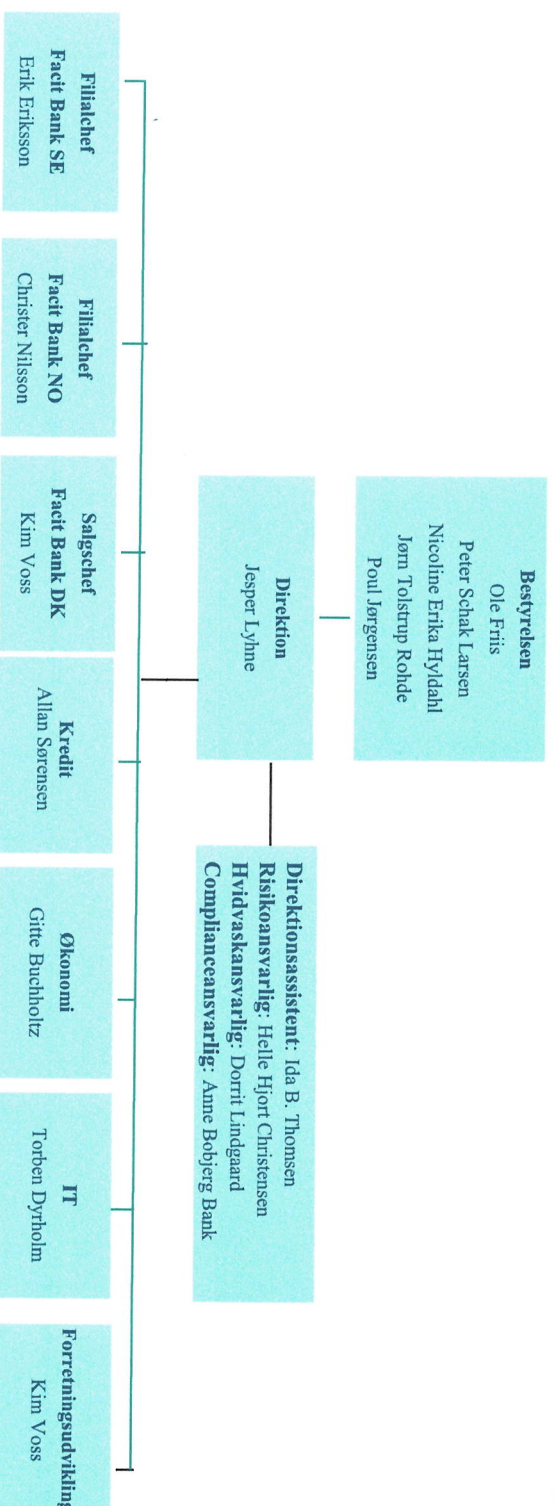 Bestyrelsen
Ole Friis
Peter Schak Larsen
Nicoline Erika Hyldahl
Jørn Tolstrup Rohde
Poul Jørgensen
Direktion
Jesper Lyhne
Direktionsassistent: Ida B. Thomsen
Risikoansvarlig: Helle Hjort Christensen
Hvidvaskansvarlig: Dorrit Lindgaard
Complianceansvarlig: Anne Bobjerg Bank
Filialchef
Facit Bank SE
Erik Eriksson
Filialchef
Facit Bank NO
Christer Nilsson
Salgschef
Facit Bank DK
Kim Voss
Kredit
Allan Sørensen
Økonomi
Gitte Buchholtz
IT
Torben Dyrholm
Forretningsudvikling
Kim Voss